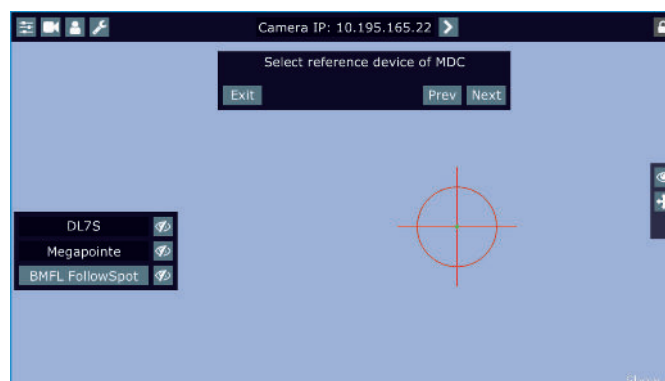 Camera IP: 10.195.165.22
Select reference device of MDC
Exit Prev Next
DL7S
Megapointe
BMFL FollowSpot